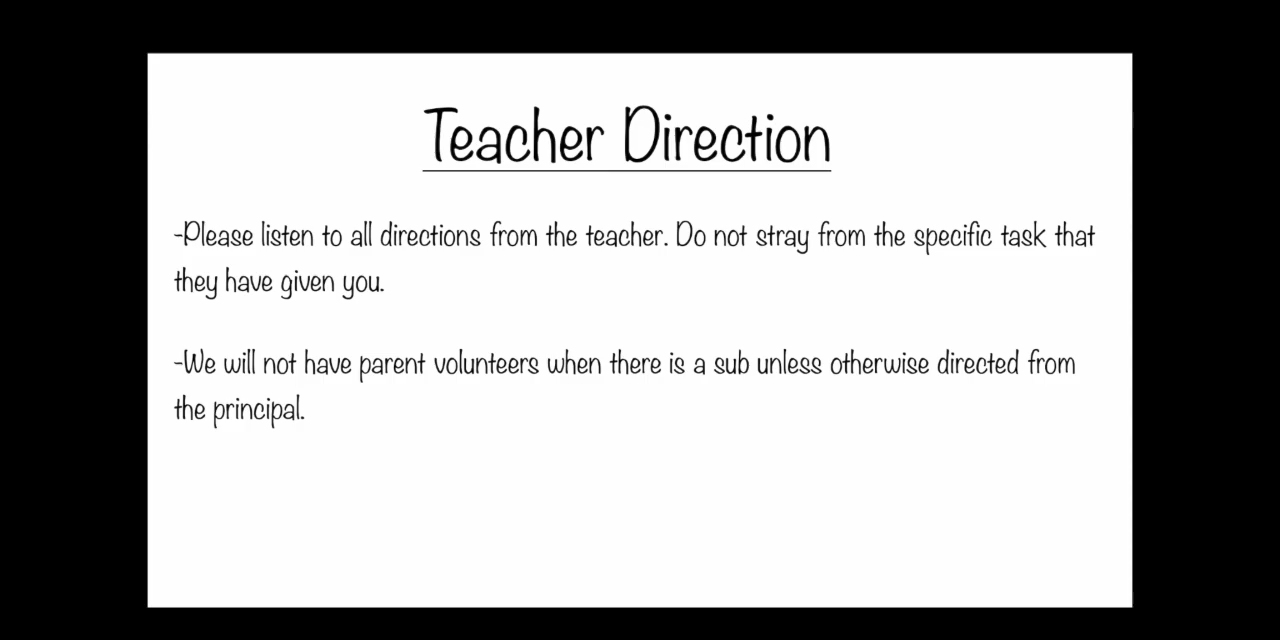 Teacher Direction
-Please listen to all directions from the teacher. Do not stray from the specific task that
they have given you.
-We will not have parent volunteers when there is a sub unless otherwise directed from
the principal.